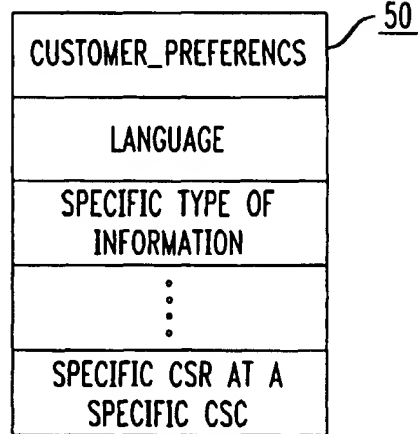 50
CUSTOMER_PREFERENCS
LANGUAGE
SPECIFIC TYPE OF
INFORMATION
SPECIFIC CSR AT A
SPECIFIC CSC